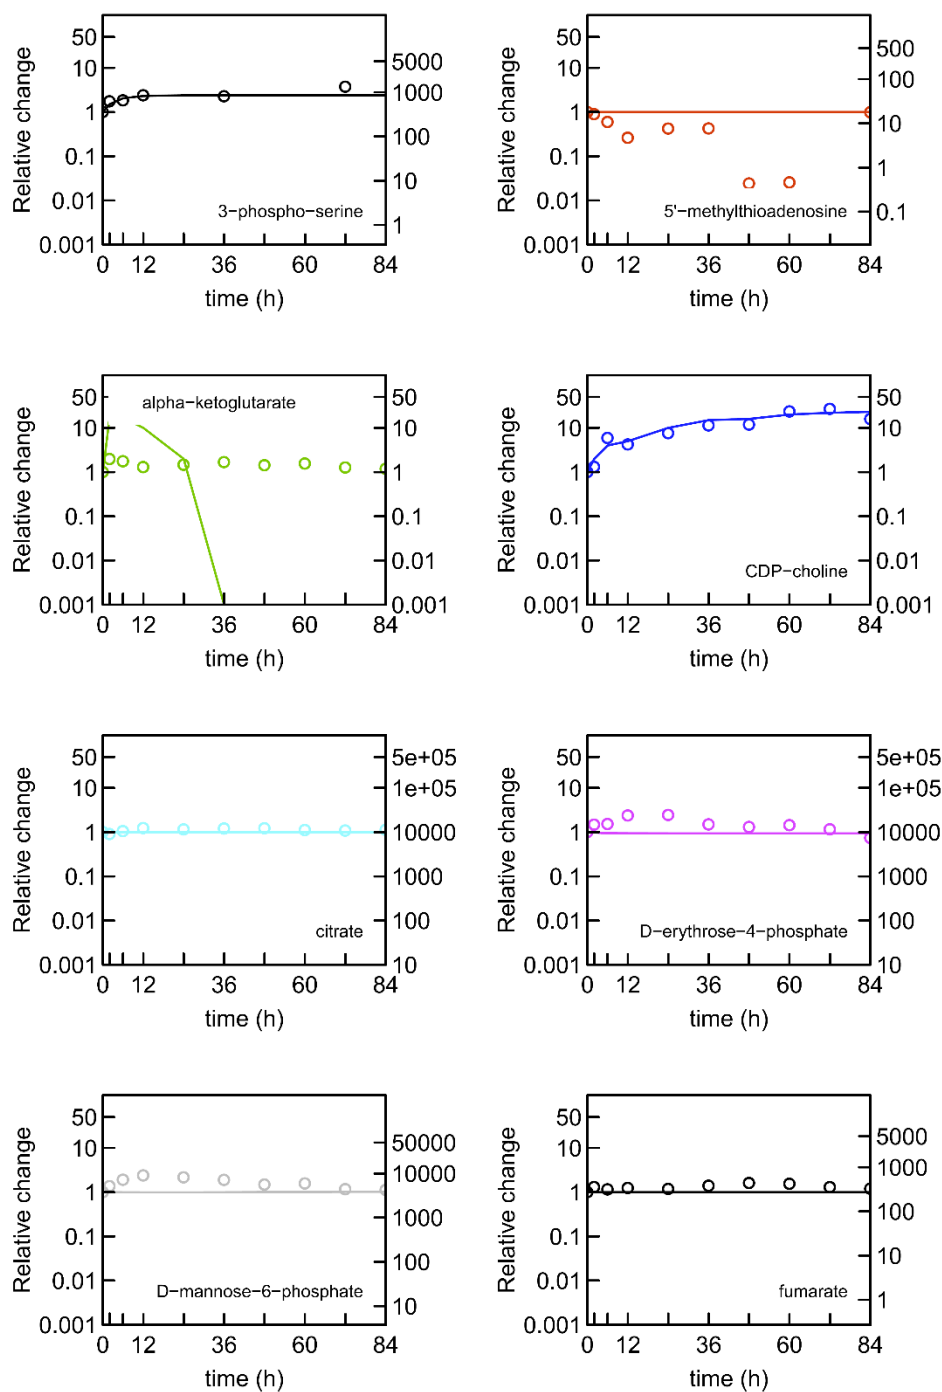 Relative change
50
10
1
0.1
0.01
0.001
5000
1000
100
10
1
3−phospho−serine
0 12 36 60 84
time (h)
Relative change
50
10
1
0.1
0.01
0.001
500
100
10
1
0.1
5'−methylthioadenosine
0 12 36 60 84
time (h)
Relative change
50
10
1
0.1
0.01
0.001
50
10
1
0.1
0.01
0.001
alpha−ketoglutarate
0 12 36 60 84
time (h)
Relative change
50
10
1
0.1
0.01
0.001
50
10
1
0.1
0.01
0.001
CDP−choline
0 12 36 60 84
time (h)
Relative change
50
10
1
0.1
0.01
0.001
5e+05
1e+05
10000
1000
100
10
citrate
0 12 36 60 84
time (h)
Relative change
50
10
1
0.1
0.01
0.001
5e+05
1e+05
10000
1000
100
10
D−erythrose−4−phosphate
0 12 36 60 84
time (h)
Relative change
50
10
1
0.1
0.01
0.001
50000
10000
1000
100
10
D−mannose−6−phosphate
0 12 36 60 84
time (h)
Relative change
50
10
1
0.1
0.01
0.001
5000
1000
100
10
1
fumarate
0 12 36 60 84
time (h)